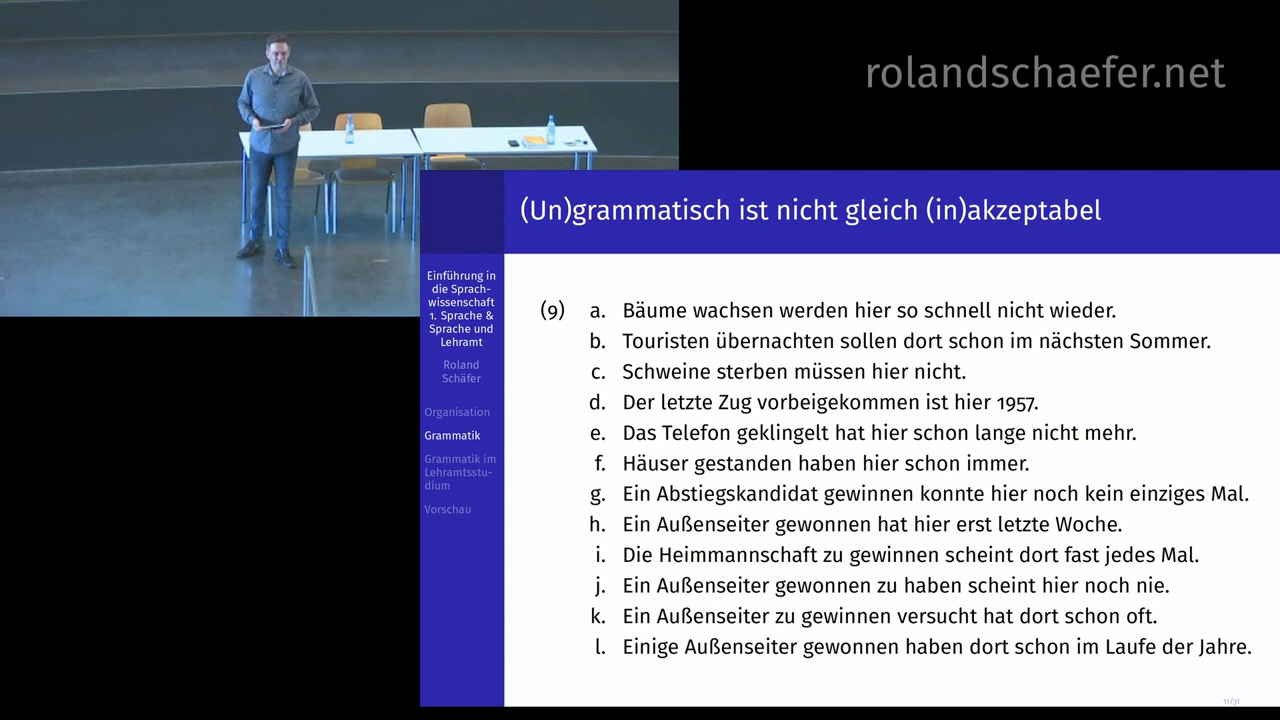 rolandschaefer.net
(Un)grammatisch ist nicht gleich (in)akzeptabel
Einführung in
die Sprach-
wissenschaft
1. Sprache &
Sprache und
Lehramt
Roland
Schäfer
Organisation
Grammatik
Grammatik im
Lehramtsstu-
dium
Vorschau
(9) a. Bäume wachsen werden hier so schnell nicht wieder.
b. Touristen übernachten sollen dort schon im nächsten Sommer.
c. Schweine sterben müssen hier nicht.
d. Der letzte Zug vorbeigekommen ist hier 1957.
e. Das Telefon geklingelt hat hier schon lange nicht mehr.
f. Häuser gestanden haben hier schon immer.
g. Ein Abstiegskandidat gewinnen konnte hier noch kein einziges Mal.
h. Ein Außenseiter gewonnen hat hier erst letzte Woche.
i. Die Heimmannschaft zu gewinnen scheint dort fast jedes Mal.
j. Ein Außenseiter gewonnen zu haben scheint hier noch nie.
k. Ein Außenseiter zu gewinnen versucht hat dort schon oft.
l. Einige Außenseiter gewonnen haben dort schon im Laufe der Jahre.
11/31